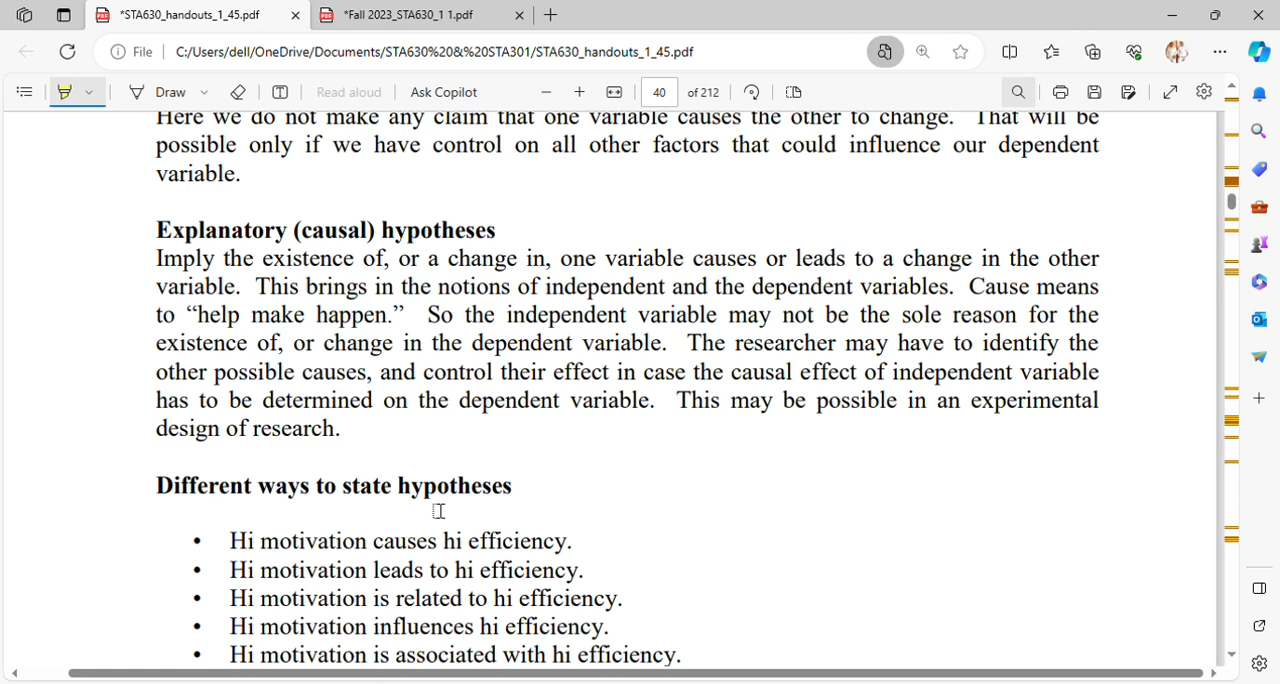 *STA630_handouts_1_45.pdf
*Fall 2023_STA630_1 1.pdf
File C:/Users/dell/OneDrive/Documents/STA630%20&%20STA301/STA630_handouts_1_45.pdf
Draw Read aloud Ask Copilot 40 of 212
Here we do not make any claim that one variable causes the other to change. That will be
possible only if we have control on all other factors that could influence our dependent
variable.
Explanatory (causal) hypotheses
Imply the existence of, or a change in, one variable causes or leads to a change in the other
variable. This brings in the notions of independent and the dependent variables. Cause means
to “help make happen.” So the independent variable may not be the sole reason for the
existence of, or change in the dependent variable. The researcher may have to identify the
other possible causes, and control their effect in case the causal effect of independent variable
has to be determined on the dependent variable. This may be possible in an experimental
design of research.
Different ways to state hypotheses
• Hi motivation causes hi efficiency.
• Hi motivation leads to hi efficiency.
• Hi motivation is related to hi efficiency.
• Hi motivation influences hi efficiency.
• Hi motivation is associated with hi efficiency.